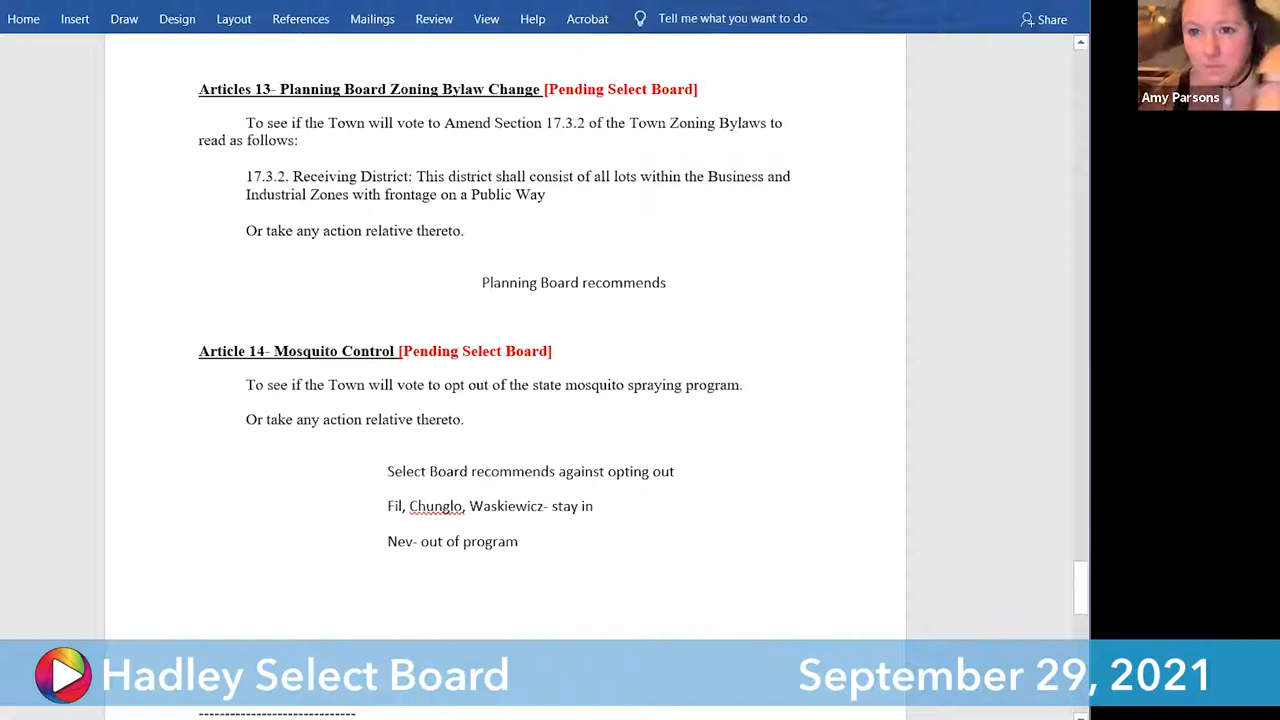 Home Insert Draw Design Layout References Mailings Review View Help Acrobat Tell me what you want to do Share
Amy Parsons
Articles 13- Planning Board Zoning Bylaw Change [Pending Select Board]
To see if the Town will vote to Amend Section 17.3.2 of the Town Zoning Bylaws to
read as follows:
17.3.2. Receiving District: This district shall consist of all lots within the Business and
Industrial Zones with frontage on a Public Way
Or take any action relative thereto.
Planning Board recommends
Article 14- Mosquito Control [Pending Select Board]
To see if the Town will vote to opt out of the state mosquito spraying program.
Or take any action relative thereto.
Select Board recommends against opting out
Fil, Chunglo, Waskiewicz- stay in
Nev- out of program
Hadley Select Board September 29, 2021
-----------------------------